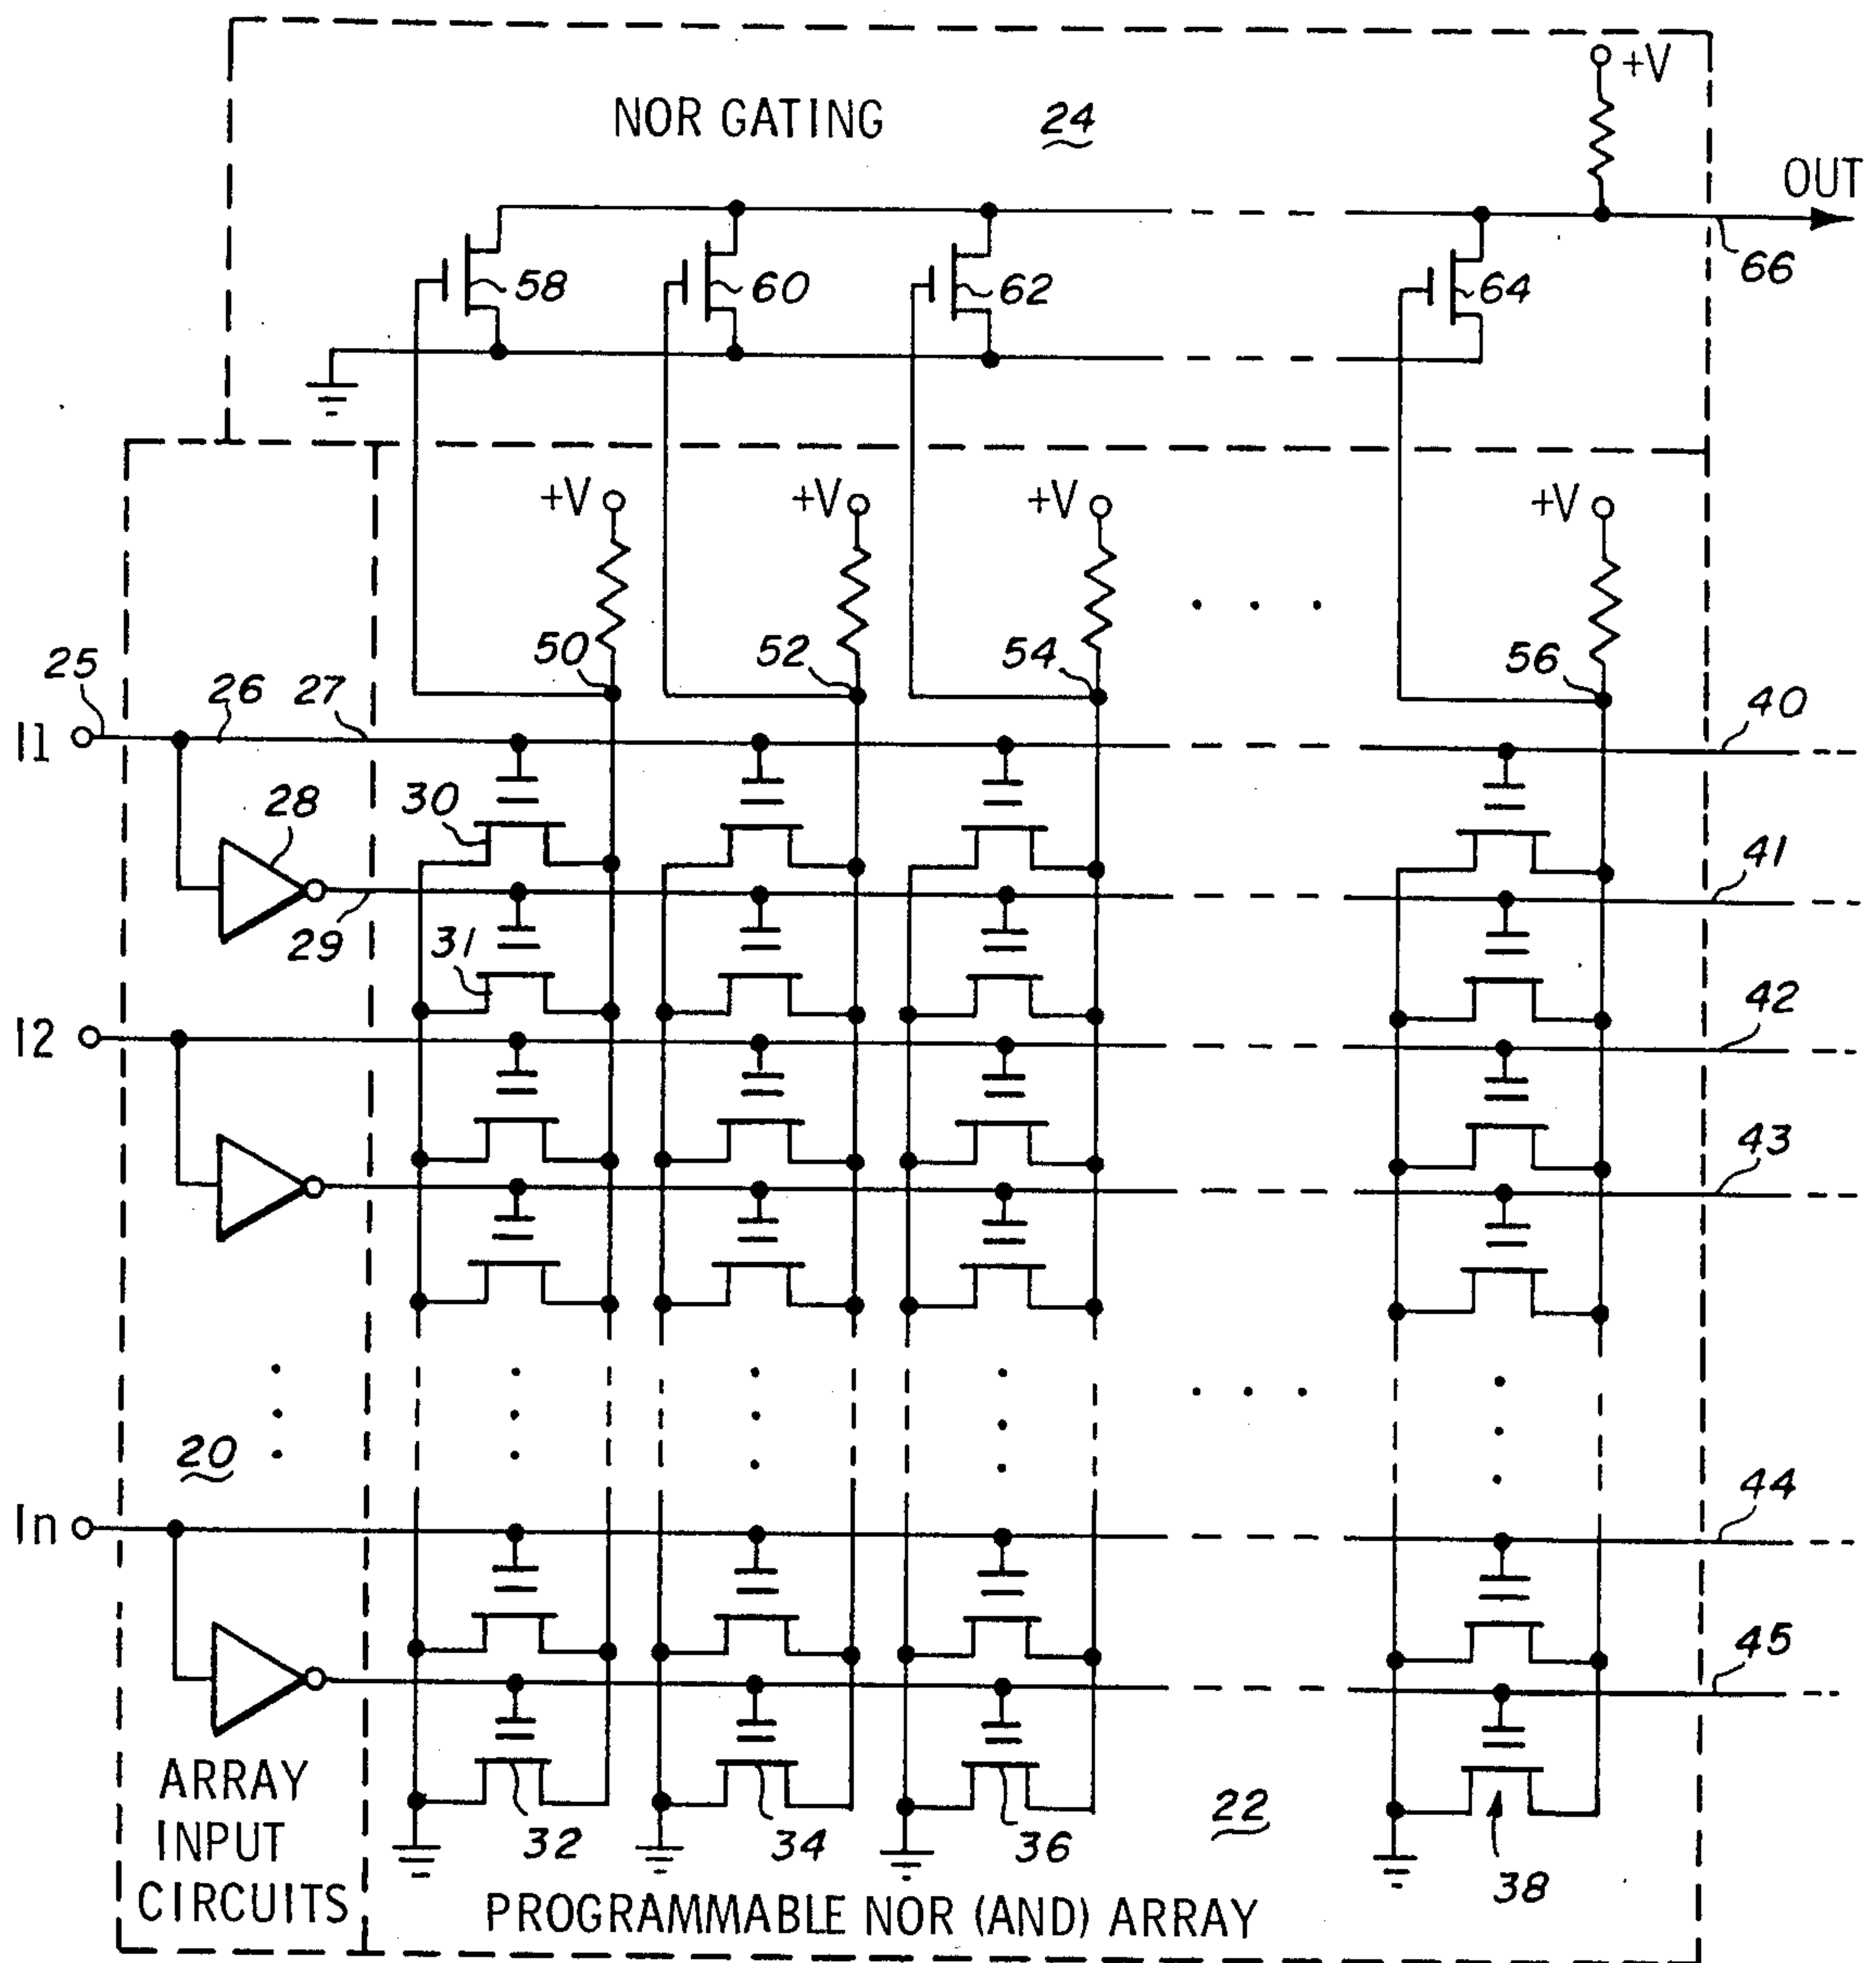 +V
NOR GATING 24
OUT
58 60 62 64 66
+V +V +V +V
50 52 54 56
25 26 27 40
I1
28 30
41
29 31
42
I2
43
20
44
In
45
ARRAY
INPUT
CIRCUITS
32 34 36 22 38
PROGRAMMABLE NOR (AND) ARRAY